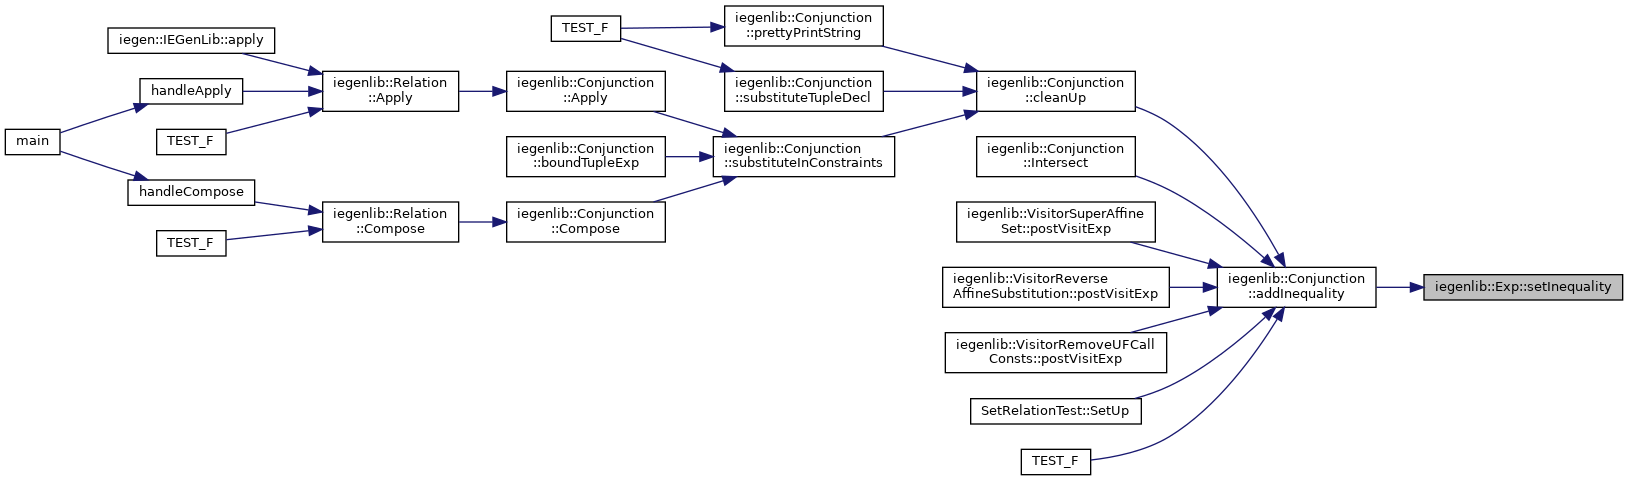 main
iegen::IEGenLib::apply
handleApply
TEST_F
handleCompose
TEST_F
iegenlib::Relation
::Apply
iegenlib::Relation
::Compose
TEST_F
iegenlib::Conjunction
::Apply
iegenlib::Conjunction
::boundTupleExp
iegenlib::Conjunction
::Compose
iegenlib::Conjunction
::prettyPrintString
iegenlib::Conjunction
::substituteTupleDecl
iegenlib::Conjunction
::substituteInConstraints
iegenlib::Conjunction
::cleanUp
iegenlib::Conjunction
::Intersect
iegenlib::VisitorSuperAffine
Set::postVisitExp
iegenlib::VisitorReverse
AffineSubstitution::postVisitExp
iegenlib::VisitorRemoveUFCall
Consts::postVisitExp
SetRelationTest::SetUp
TEST_F
iegenlib::Conjunction
::addInequality
iegenlib::Exp::setInequality